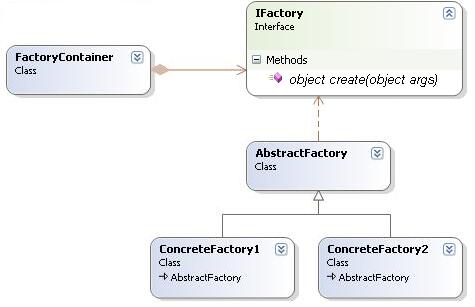 FactoryContainer
Class
IFactory
Interface
Methods
object create(object args)
AbstractFactory
Class
ConcreteFactory1
Class
AbstractFactory
ConcreteFactory2
Class
AbstractFactory